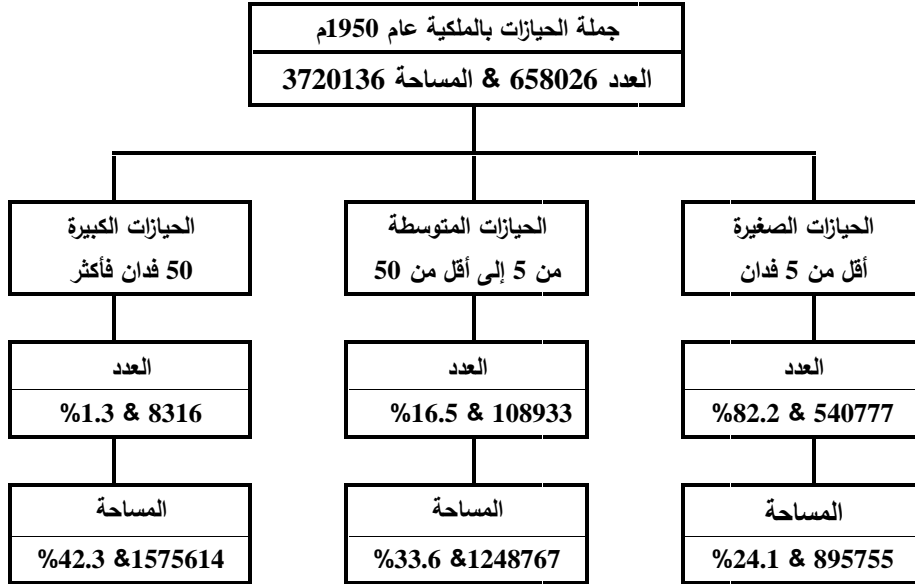 جملة الحيازات بالملكية عام 1950م
العدد 658026 & المساحة 3720136
الحيازات الصغيرة
أقل من 5 فدان
الحيازات المتوسطة
من 5 إلى أقل من 50
الحيازات الكبيرة
50 فدان فأكثر
العدد
540777 & 82.2%
العدد
108933 & 16.5%
العدد
8316 & 1.3%
المساحة
895755 & 24.1%
المساحة
1248767& 33.6%
المساحة
1575614& 42.3%